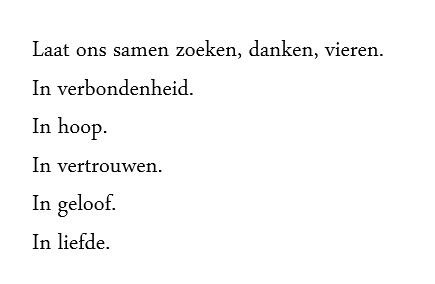 Laat ons samen zoeken, danken, vieren.
In verbondenheid.
In hoop.
In vertrouwen.
In geloof.
In liefde.